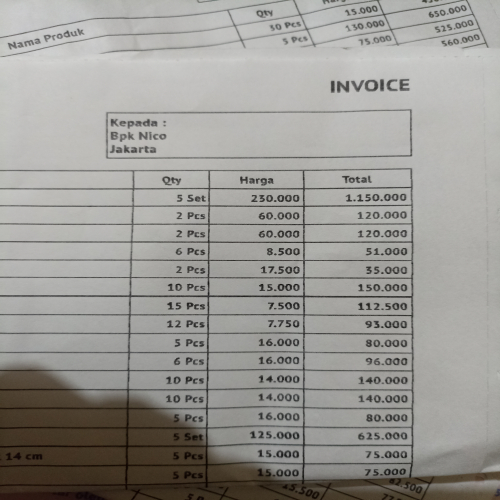 Nama Produk Qty
50 Pcs 15.000 650.000
5 Pcs 130.000 525.000
75.000 560.000
INVOICE
Kepada :
Bpk Nico
Jakarta
Qty Harga Total
5 Set 230.000 1.150.000
2 Pcs 60.000 120.000
2 Pcs 60.000 120.000
6 Pcs 8.500 51.000
2 Pcs 17.500 35.000
10 Pcs 15.000 150.000
15 Pcs 7.500 112.500
12 Pcs 7.750 93.000
5 Pcs 16.000 80.000
6 Pcs 16.000 96.000
10 Pcs 14.000 140.000
10 Pcs 14.000 140.000
5 Pcs 16.000 80.000
5 Set 125.000 625.000
14 cm 5 Pcs 15.000 75.000
5 Pcs 15.000 75.000